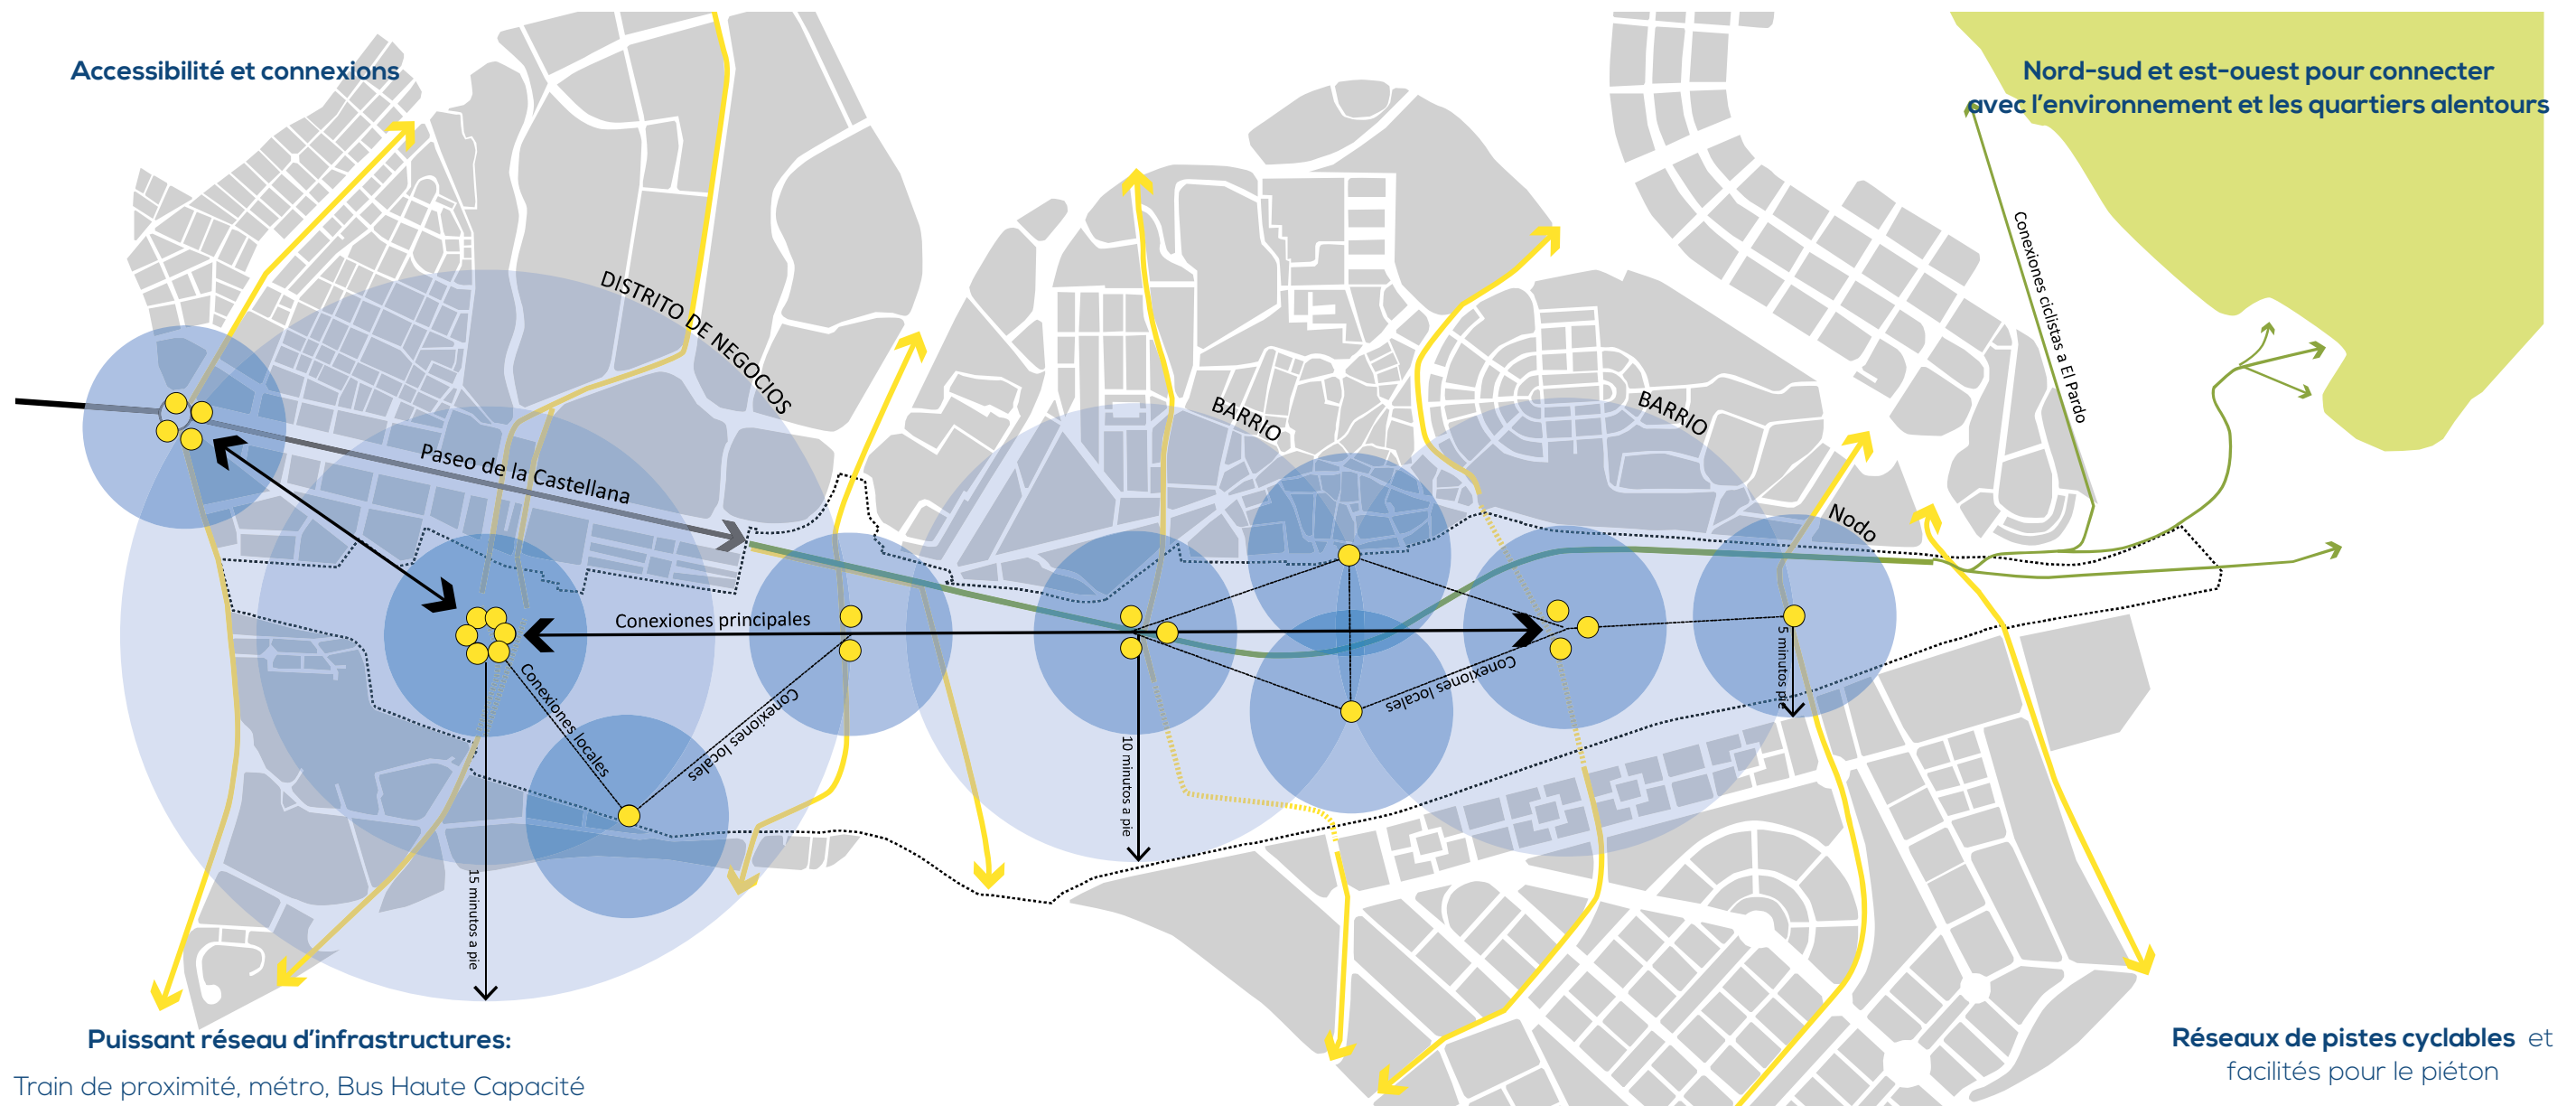 Accessibilité et connexions
Nord-sud et est-ouest pour connecter
avec l'environnement et les quartiers alentours
Conexiones ciclistas a El Pardo
DISTRITO DE NEGOCIOS
BARRIO
BARRIO
Paseo de la Castellana
Nodo
Conexiones principales
Conexiones locales
Conexiones locales
Conexiones locales
5 minutos pie
10 minutos a pie
15 minutos a pie
Puissant réseau d'infrastructures:
Train de proximité, métro, Bus Haute Capacité
Réseaux de pistes cyclables et
facilités pour le piéton